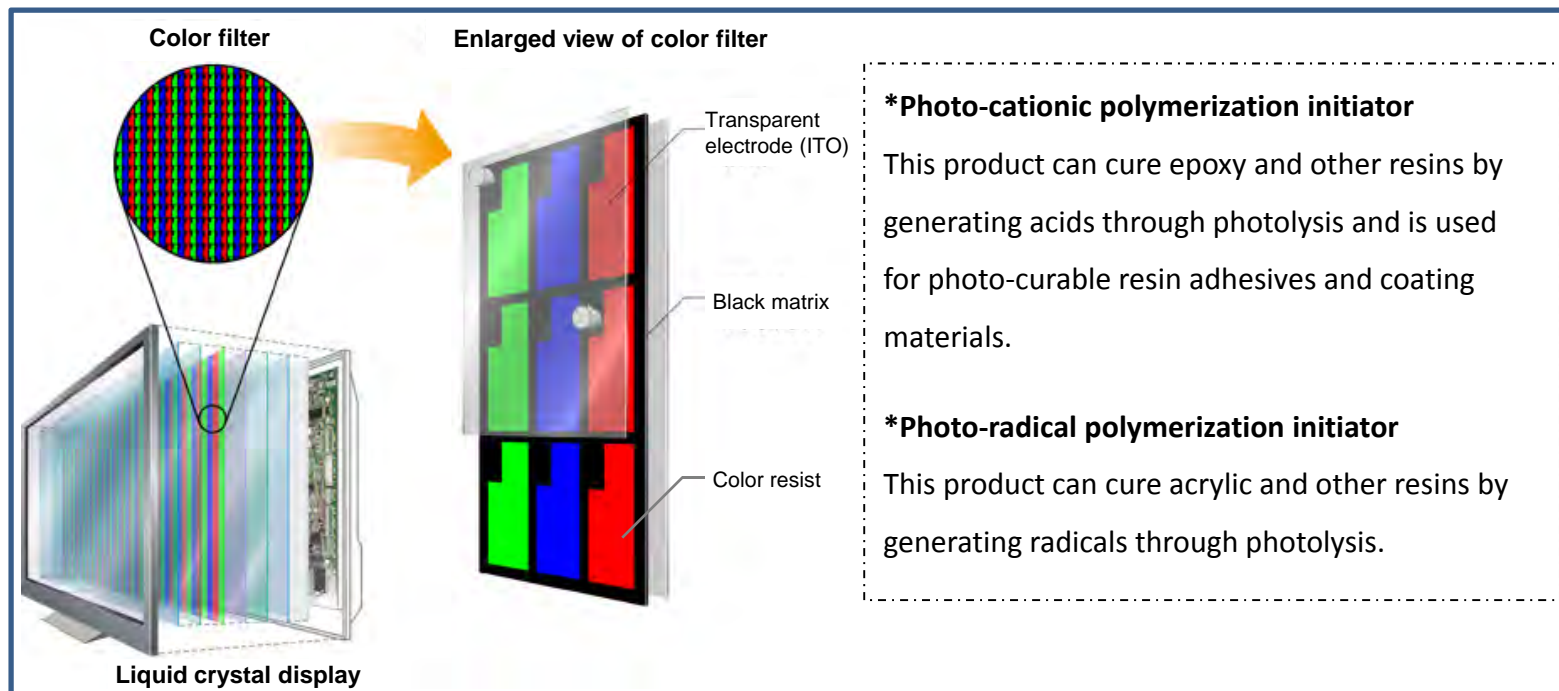 Color filter
Enlarged view of color filter
Transparent
electrode (ITO)
Black matrix
Color resist
Liquid crystal display
*Photo-cationic polymerization initiator
This product can cure epoxy and other resins by
generating acids through photolysis and is used
for photo-curable resin adhesives and coating
materials.
*Photo-radical polymerization initiator
This product can cure acrylic and other resins by
generating radicals through photolysis.